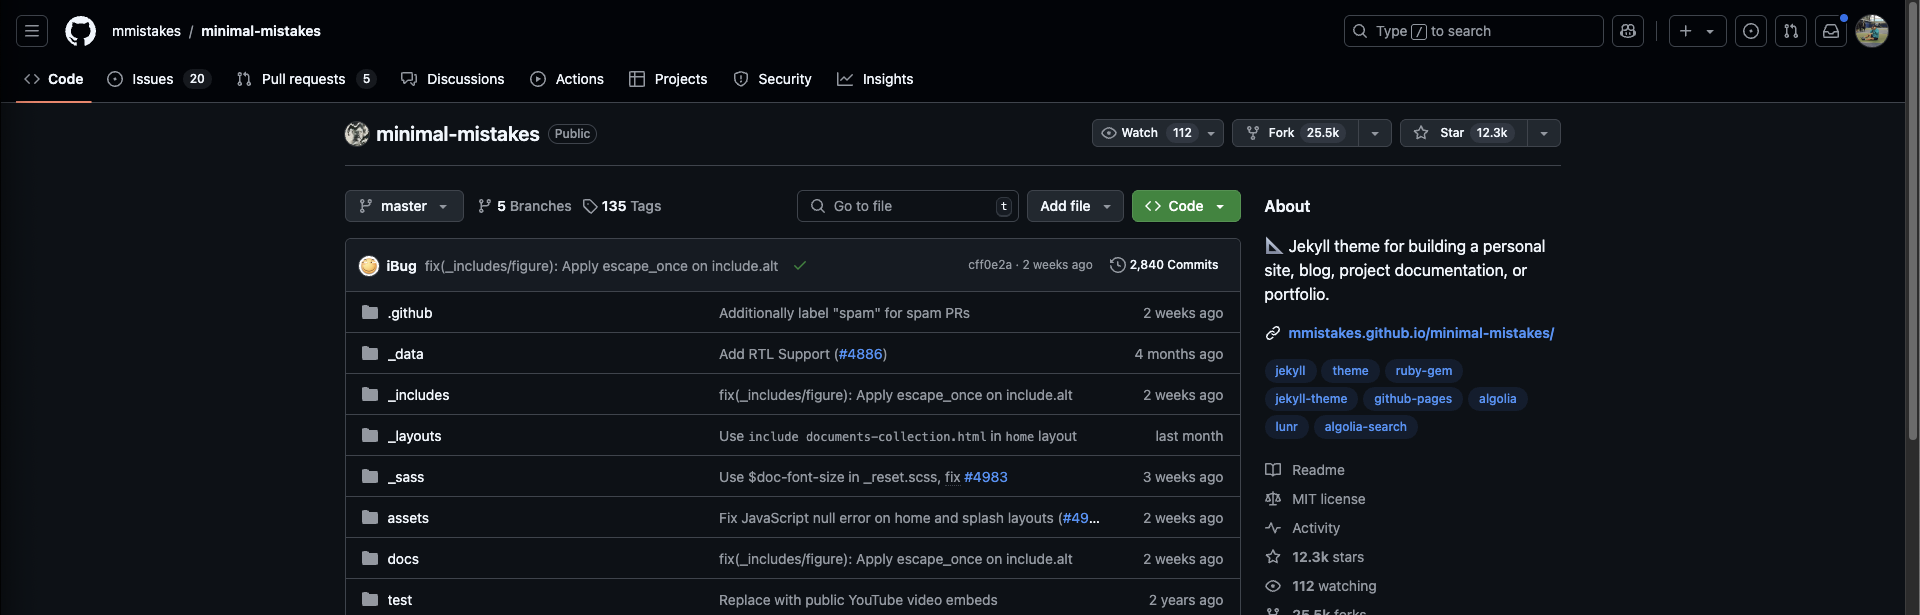 mmistakes / minimal-mistakes
Type / to search
Code
Issues 20
Pull requests 5
Discussions
Actions
Projects
Security
Insights
minimal-mistakes Public
Watch 112
Fork 25.5k
Star 12.3k
master
5 Branches
135 Tags
Go to file t
Add file
Code
iBug fix(_includes/figure): Apply escape_once on include.alt
cff0e2a · 2 weeks ago
2,840 Commits
.github Additionally label "spam" for spam PRs 2 weeks ago
_data Add RTL Support (#4886) 4 months ago
_includes fix(_includes/figure): Apply escape_once on include.alt 2 weeks ago
_layouts Use include documents-collection.html in home layout last month
_sass Use $doc-font-size in _reset.scss, fix #4983 3 weeks ago
assets Fix JavaScript null error on home and splash layouts (#49... 2 weeks ago
docs fix(_includes/figure): Apply escape_once on include.alt 2 weeks ago
test Replace with public YouTube video embeds 2 years ago
About
Jekyll theme for building a personal
site, blog, project documentation, or
portfolio.
mmistakes.github.io/minimal-mistakes/
jekyll theme ruby-gem
jekyll-theme github-pages algolia
lunr algolia-search
Readme
MIT license
Activity
12.3k stars
112 watching
25.5k forks